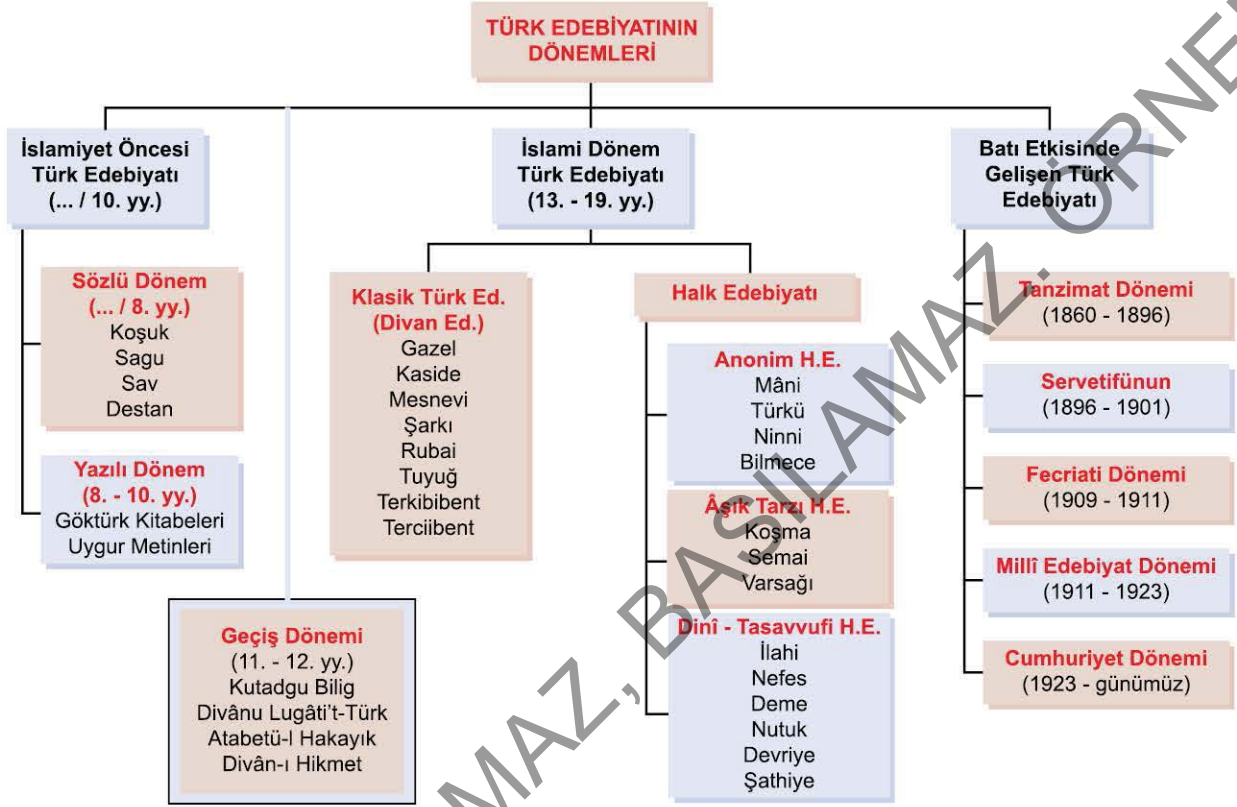 TÜRK EDEBİYATININ
DÖNEMLERİ
İslamiyet Öncesi
Türk Edebiyatı
(... / 10. yy.)
Sözlü Dönem
(... / 8. yy.)
Koşuk
Sagu
Sav
Destan
Yazılı Dönem
(8. - 10. yy.)
Göktürk Kitabeleri
Uygur Metinleri
Geçiş Dönemi
(11. - 12. yy.)
Kutadgu Bilig
Divânu Lugâti't-Türk
Atabetü-l Hakayık
Divân-ı Hikmet
İslami Dönem
Türk Edebiyatı
(13. - 19. yy.)
Klasik Türk Ed.
(Divan Ed.)
Gazel
Kaside
Mesnevi
Şarkı
Rubai
Tuyuğ
Terkibibent
Terciibent
Halk Edebiyatı
Anonim H.E.
Mâni
Türkü
Ninni
Bilmece
Âşık Tarzı H.E.
Koşma
Semai
Varsağı
Dinî - Tasavvufi H.E.
İlahi
Nefes
Deme
Nutuk
Devriye
Şathiye
Batı Etkisinde
Gelişen Türk
Edebiyatı
Tanzimat Dönemi
(1860 - 1896)
Servetifünun
(1896 - 1901)
Fecriati Dönemi
(1909 - 1911)
Millî Edebiyat Dönemi
(1911 - 1923)
Cumhuriyet Dönemi
(1923 - günümüz)
MAZ, BASILAMAZ. ÖRNE